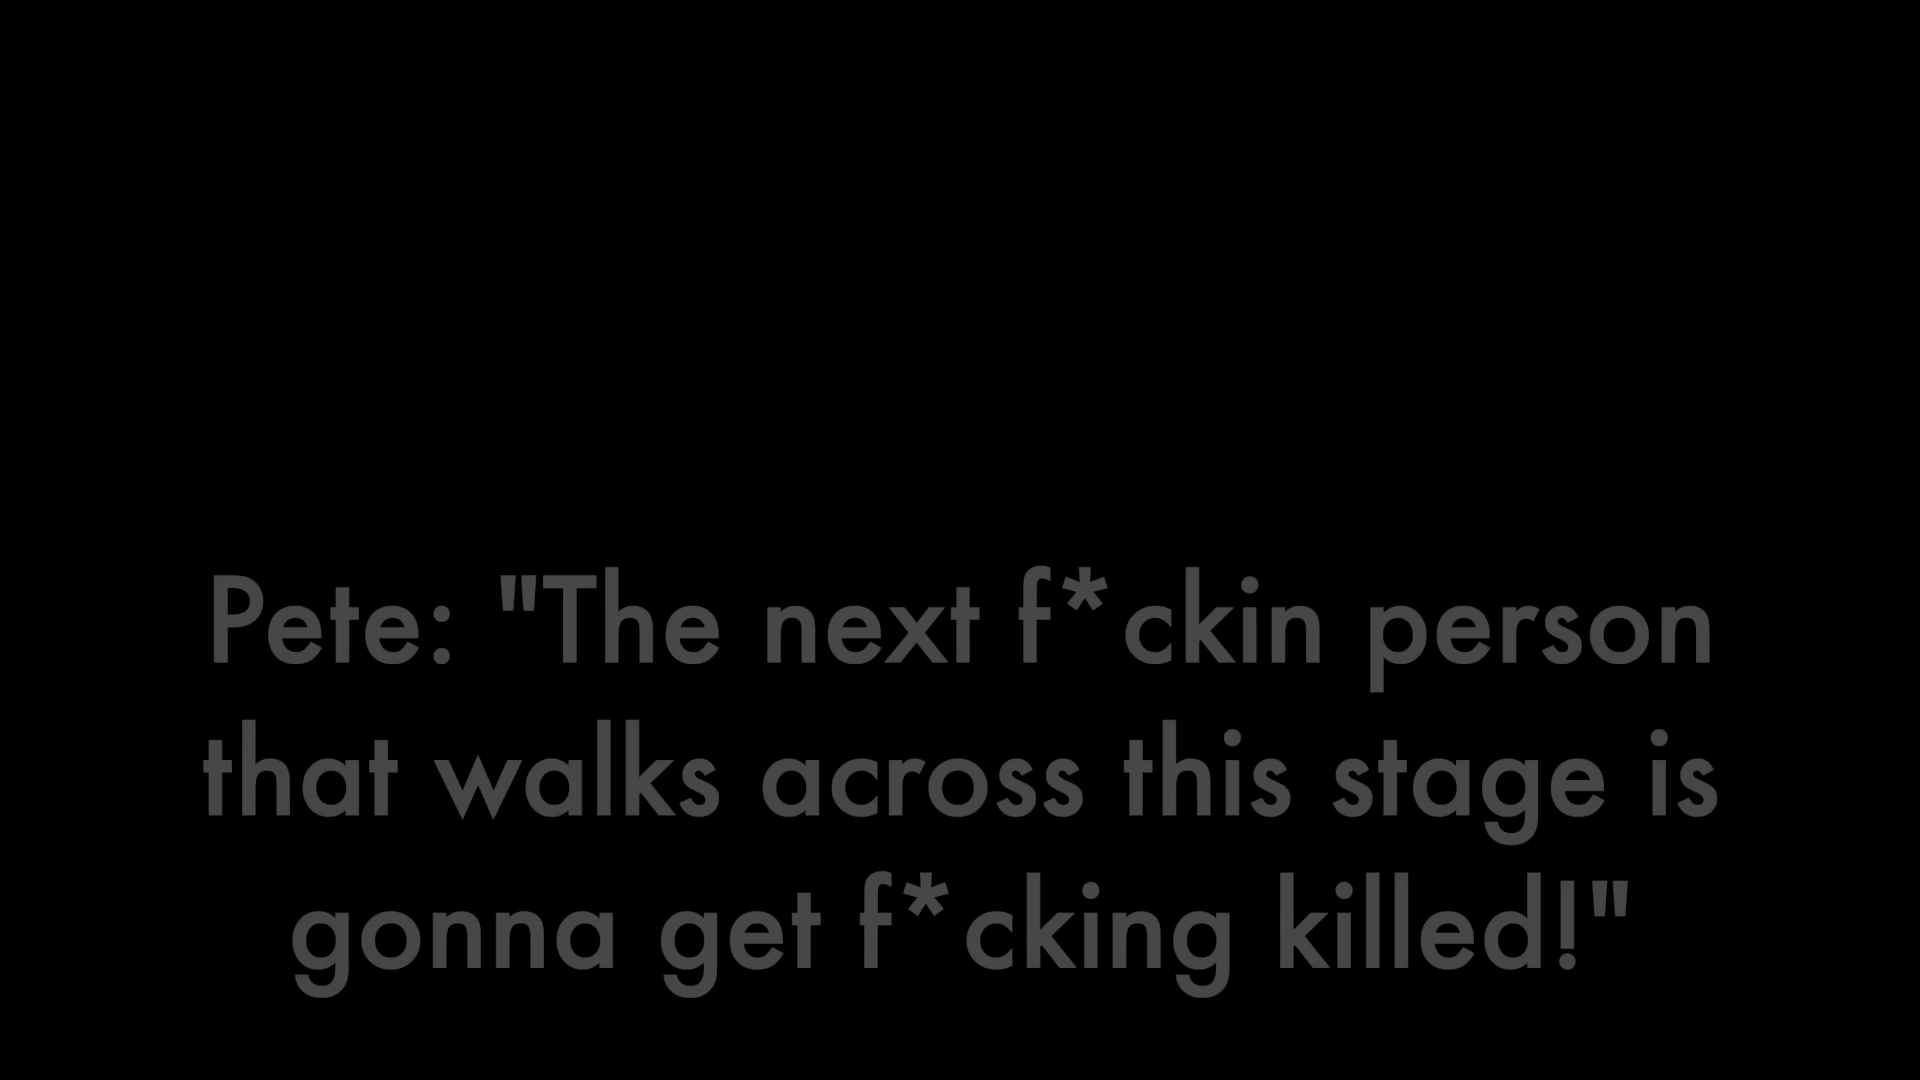 Pete: "The next f*ckin person
that walks across this stage is
gonna get f*cking killed!"